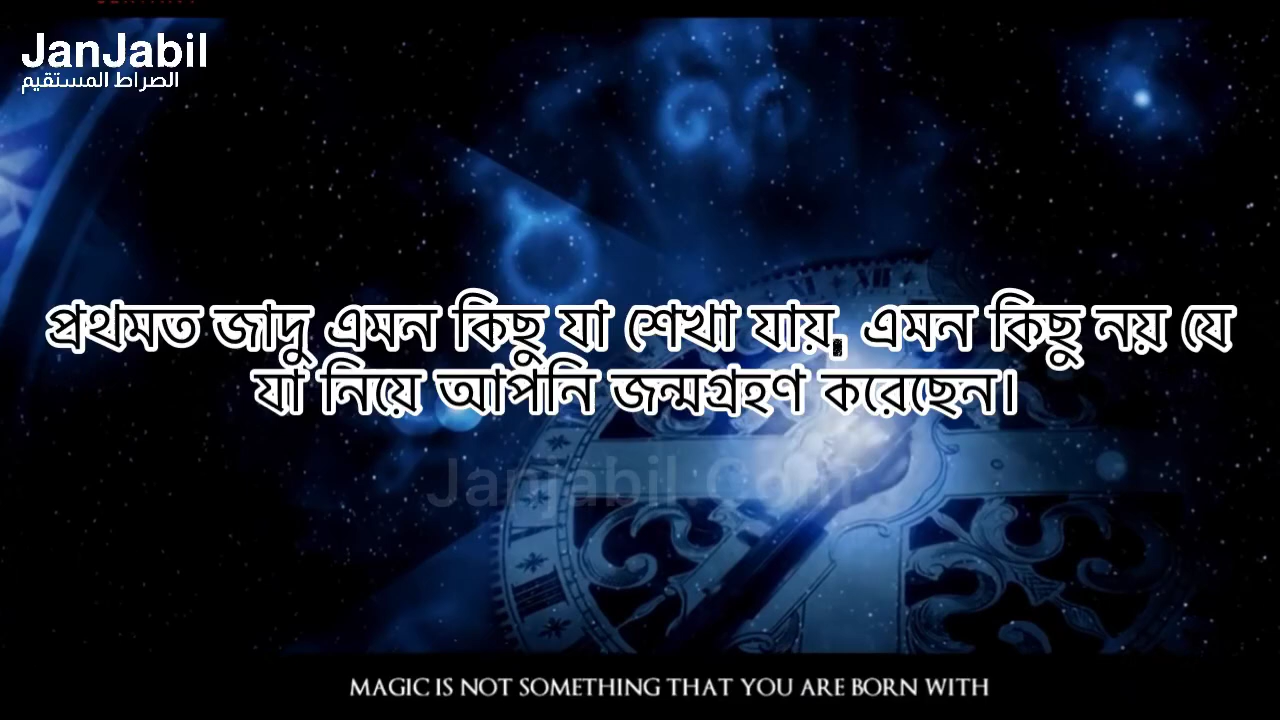 JanJabil
الصراط المستقيم
XII
প্রথমত জাদু এমন কিছু যা শেখা যায়, এমন কিছু নয় যে
যা নিয়ে আপনি জন্মগ্রহণ করেছেন।
Janjabil.Com
MAGIC IS NOT SOMETHING THAT YOU ARE BORN WITH